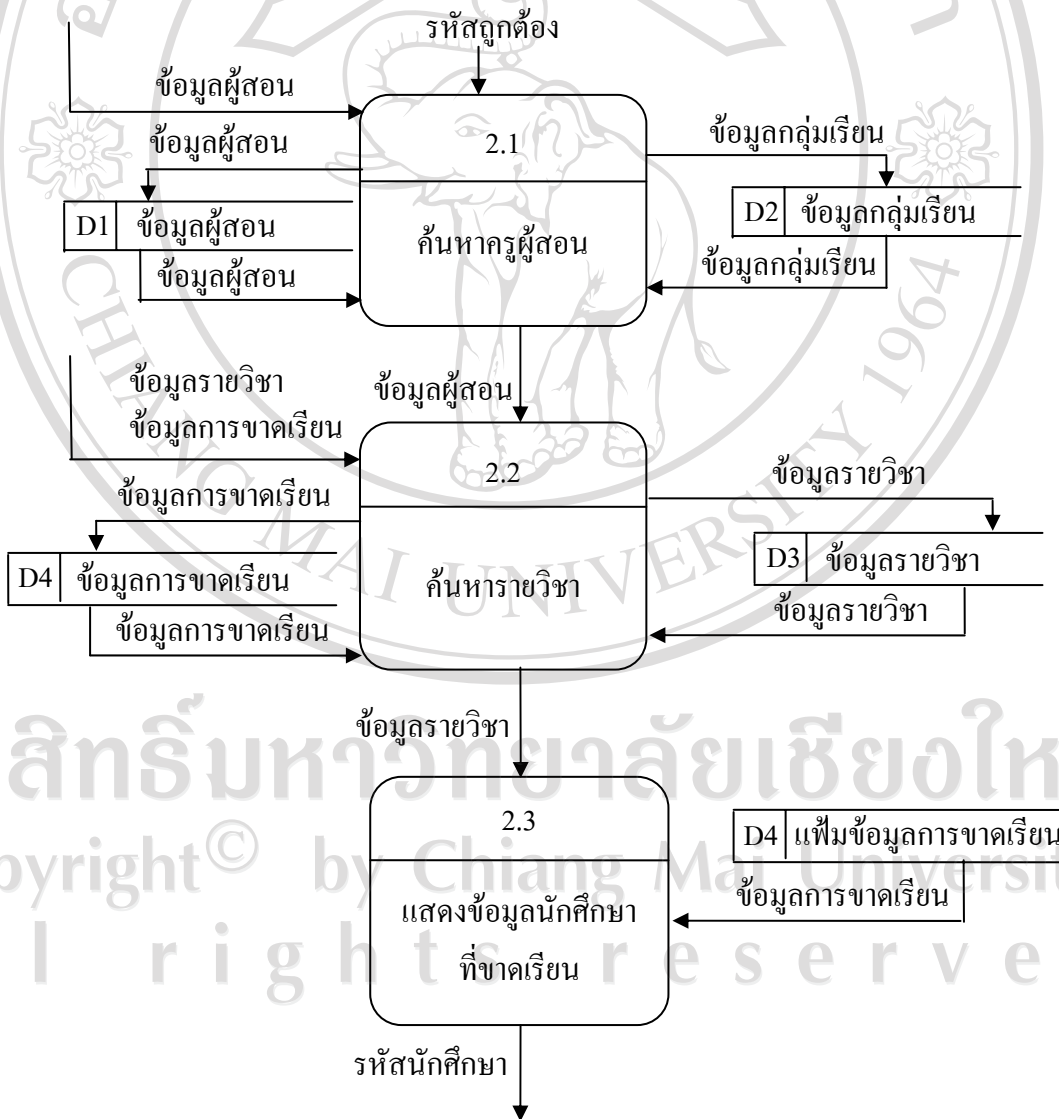 รหัสถูกต้อง
ข้อมูลผู้สอน
ข้อมูลผู้สอน
2.1
ข้อมูลกลุ่มเรียน
D1 ข้อมูลผู้สอน
ค้นหาครูผู้สอน
D2 ข้อมูลกลุ่มเรียน
ข้อมูลผู้สอน
ข้อมูลกลุ่มเรียน
ข้อมูลรายวิชา
ข้อมูลการขาดเรียน
ข้อมูลผู้สอน
2.2
ข้อมูลการขาดเรียน
ข้อมูลรายวิชา
D4 ข้อมูลการขาดเรียน
ค้นหารายวิชา
D3 ข้อมูลรายวิชา
ข้อมูลการขาดเรียน
ข้อมูลรายวิชา
CHIANG MAI UNIVERSITY 1964
ข้อมูลรายวิชา
สิทธิ์มหาวิทยาลัยเชียงให
2.3
D4 แฟ้มข้อมูลการขาดเรียน
pyright© by Chiang Mai Universit
ข้อมูลการขาดเรียน
แสดงข้อมูลนักศึกษา
ที่ขาดเรียน
l rights reserve
รหัสนักศึกษา